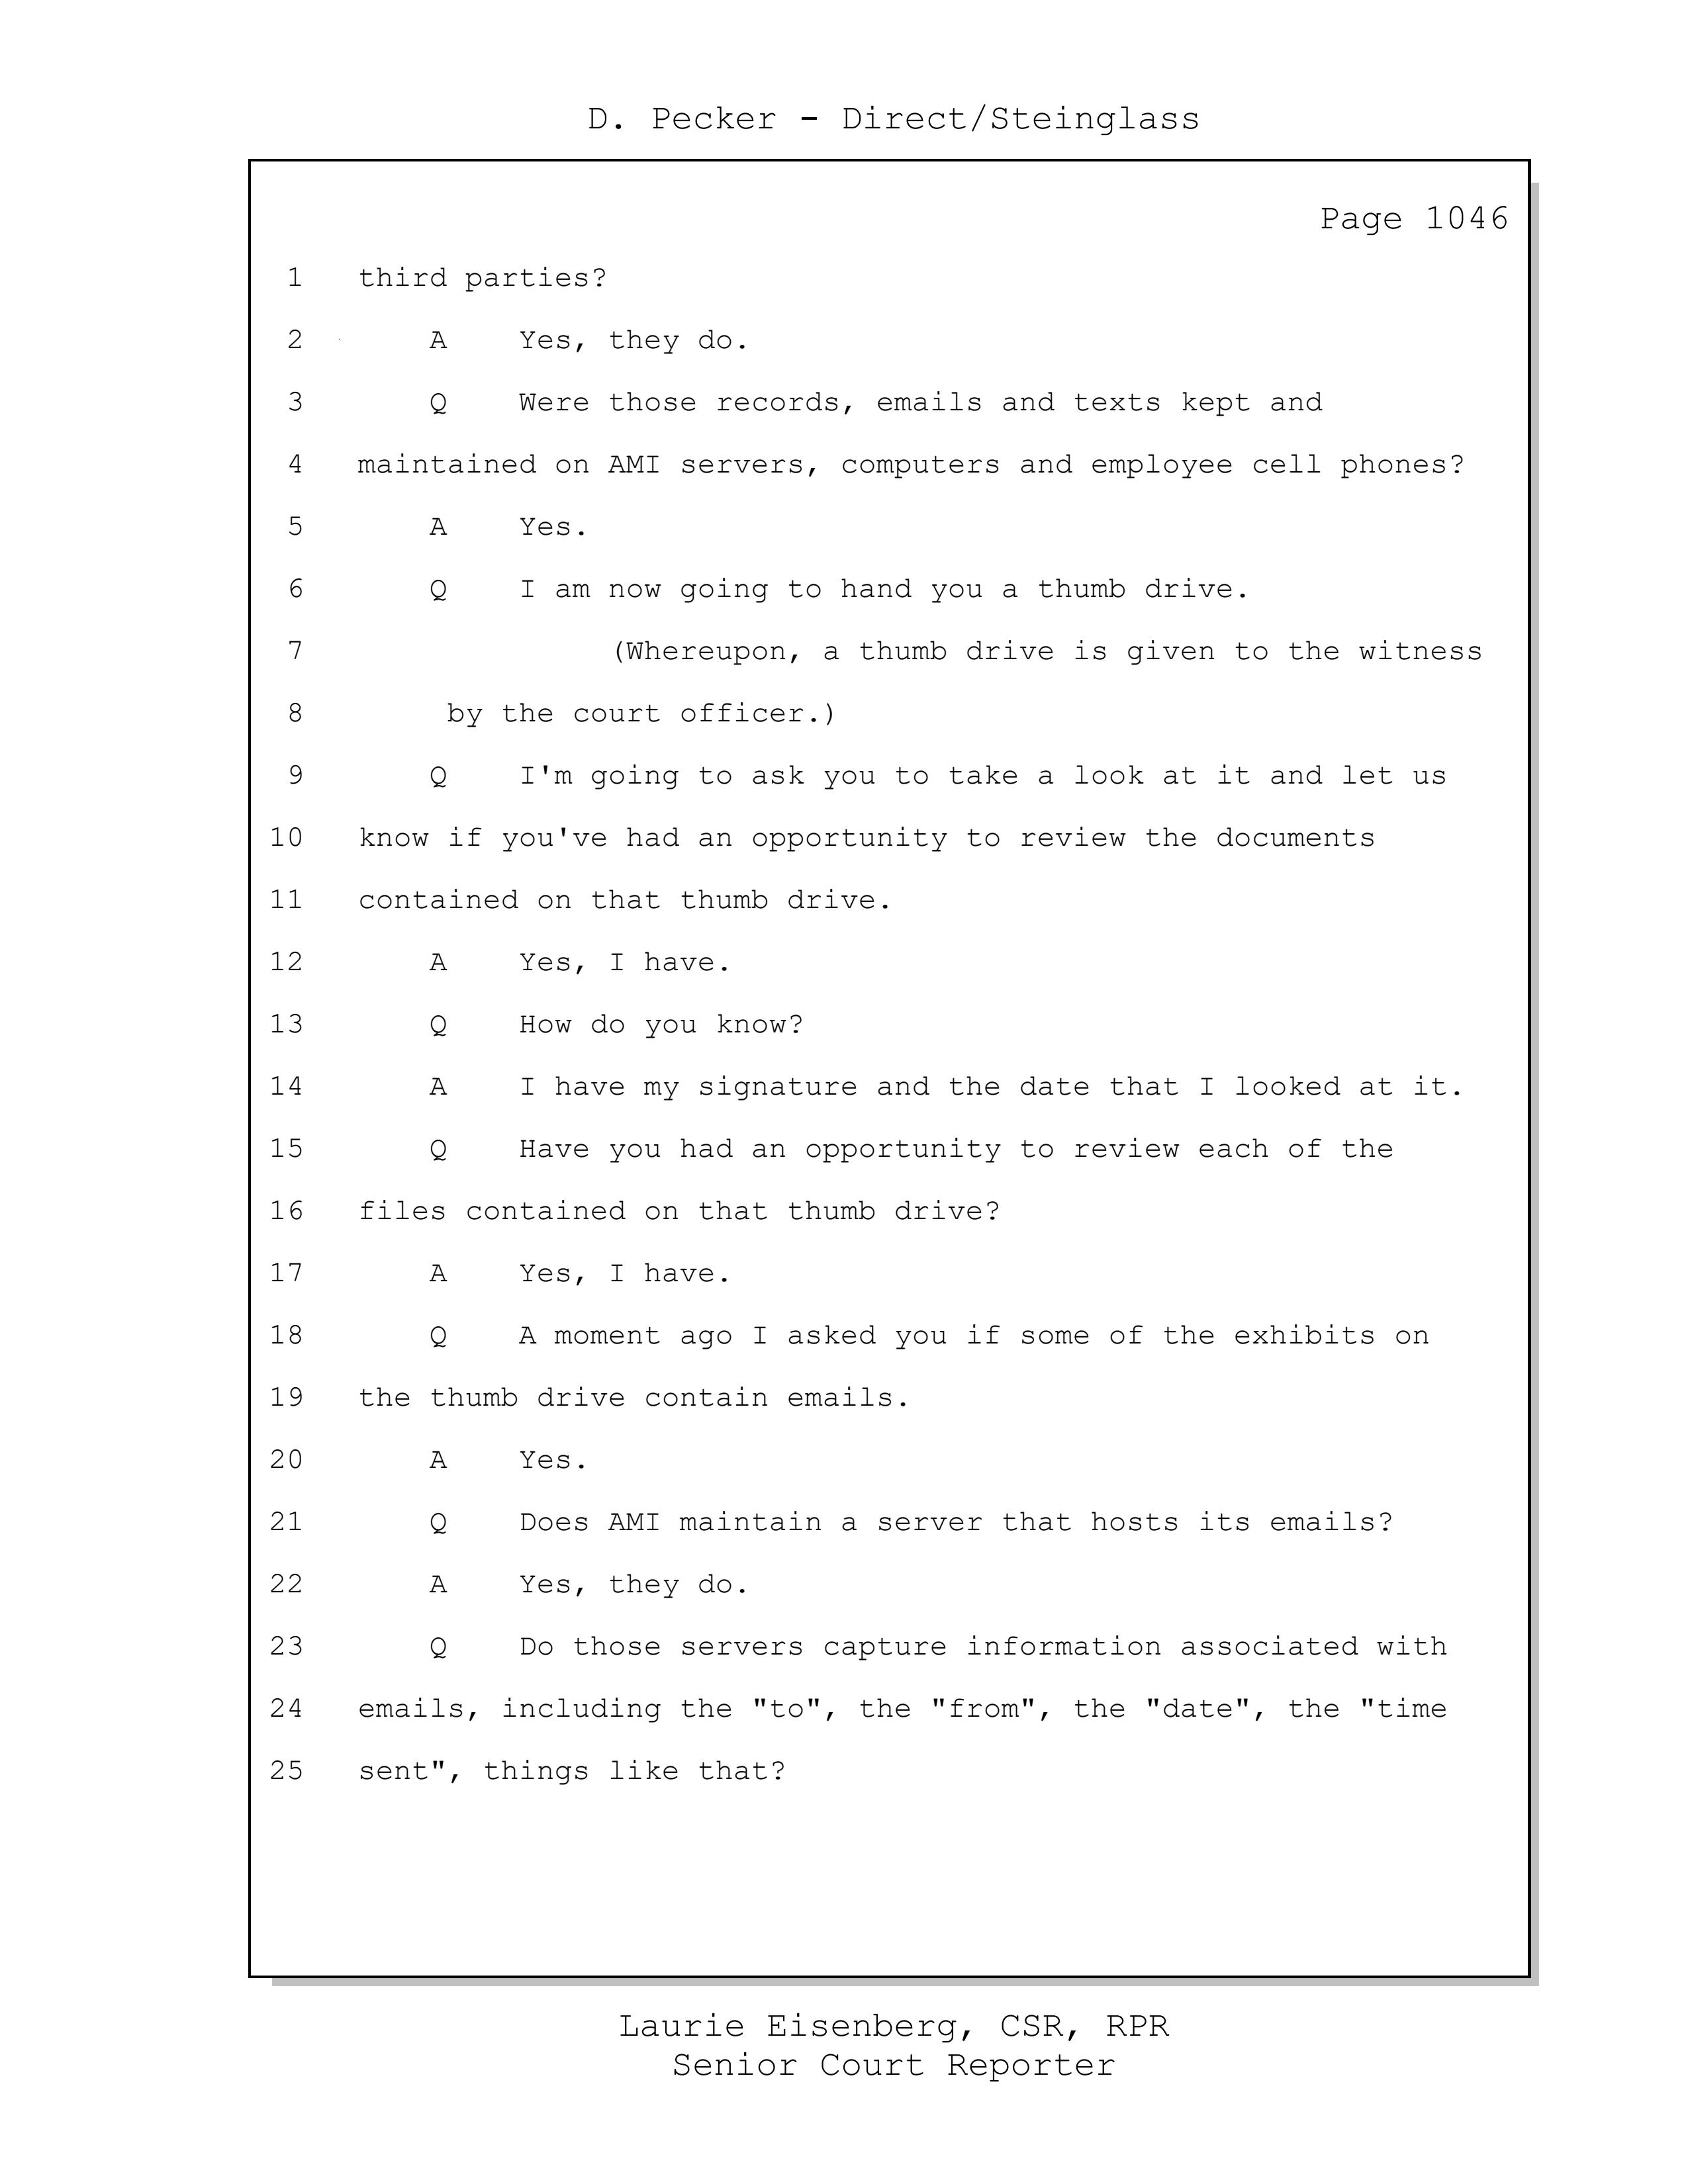 D. Pecker - Direct/Steinglass
Page 1046
1 third parties?
2 A Yes, they do.
3 Q Were those records, emails and texts kept and
4 maintained on AMI servers, computers and employee cell phones?
5 A Yes.
6 Q I am now going to hand you a thumb drive.
7 (Whereupon, a thumb drive is given to the witness
8 by the court officer.)
9 Q I'm going to ask you to take a look at it and let us
10 know if you've had an opportunity to review the documents
11 contained on that thumb drive.
12 A Yes, I have.
13 Q How do you know?
14 A I have my signature and the date that I looked at it.
15 Q Have you had an opportunity to review each of the
16 files contained on that thumb drive?
17 A Yes, I have.
18 Q A moment ago I asked you if some of the exhibits on
19 the thumb drive contain emails.
20 A Yes.
21 Q Does AMI maintain a server that hosts its emails?
22 A Yes, they do.
23 Q Do those servers capture information associated with
24 emails, including the "to", the "from", the "date", the "time
25 sent", things like that?
Laurie Eisenberg, CSR, RPR
Senior Court Reporter